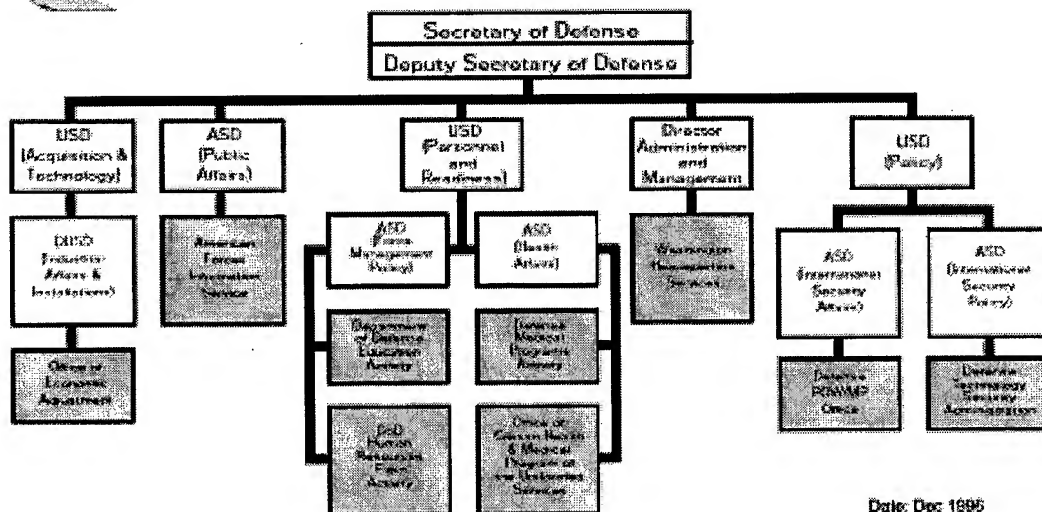 Secretary of Defense
Deputy Secretary of Defense
USD
(Acquisition &
Technology)
ASD
(Public
Affairs)
USD
(Personnel
and
Readiness)
Director
Administration
and
Management
USD
(Policy)
DUSD
(Industrial
Affairs &
Installations)
American
Forces
Information
Service
ASD
(Force
Management
Policy)
ASD
(Health
Affairs)
Washington
Headquarters
Services
ASD
(International
Security
Affairs)
ASD
(International
Security
Policy)
Office of
Economic
Adjustment
Department
of Defense
Education
Activity
Defense
Medical
Programs
Activity
Defense
POW/MP
Office
Defense
Technology
Security
Administration
DoD
Human
Resources
Field
Activity
Office of
Civilian Health
& Medical
Program of
the Uniformed
Services
Date: Dec 1996